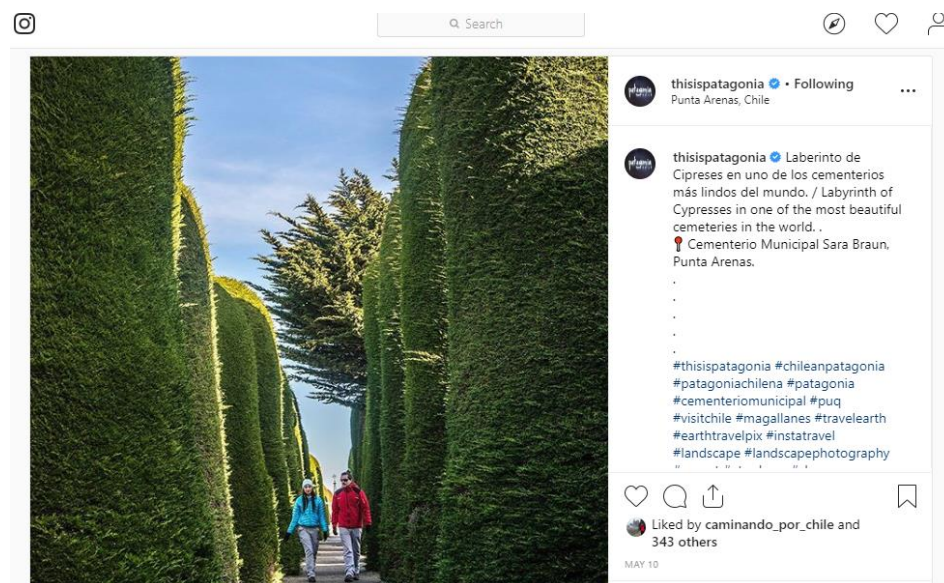 Search
thisispatagonia • Following
Punta Arenas, Chile
thisispatagonia Laberinto de
Cipreses en uno de los cementerios
más lindos del mundo. / Labyrinth of
Cypresses in one of the most beautiful
cemeteries in the world. .
Cementerio Municipal Sara Braun,
Punta Arenas.
.
.
.
.
.
#thisispatagonia #chileanpatagonia
#patagoniachilena #patagonia
#cementeriomunicipal #puq
#visitchile #magallanes #travelearth
#earthtravelpix #instatravel
#landscape #landscapephotography
Liked by caminando_por_chile and
343 others
MAY 10